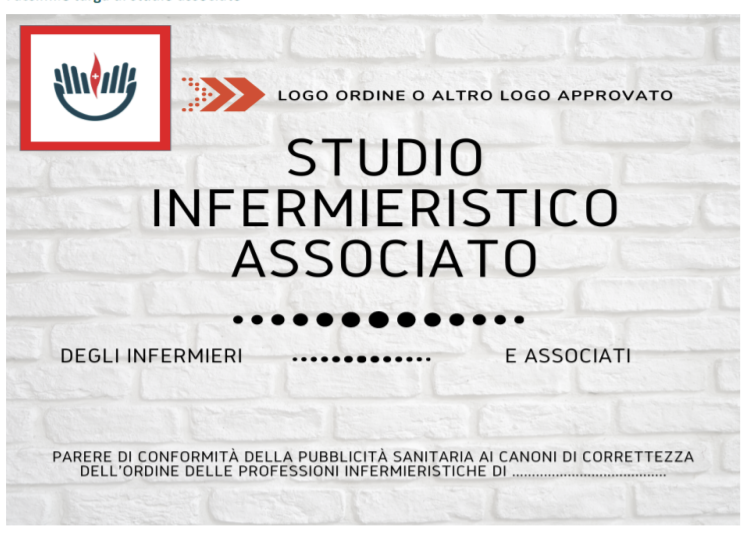 LOGO ORDINE O ALTRO LOGO APPROVATO
STUDIO
INFERMIERISTICO
ASSOCIATO
DEGLI INFERMIERI ............. E ASSOCIATI
PARERE DI CONFORMITÀ DELLA PUBBLICITÀ SANITARIA AI CANONI DI CORRETTEZZA
DELL'ORDINE DELLE PROFESSIONI INFERMIERISTICHE DI ......................................